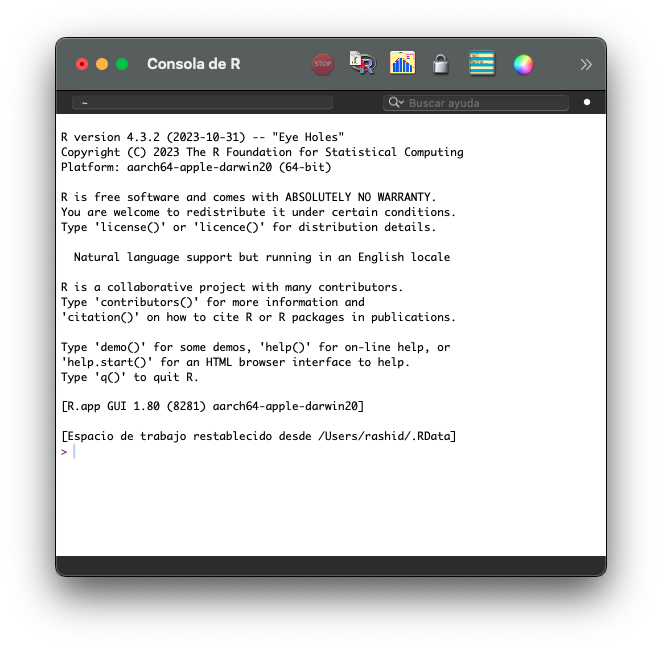 Consola de R
STOP
~
Buscar ayuda
R version 4.3.2 (2023-10-31) -- "Eye Holes"
Copyright (C) 2023 The R Foundation for Statistical Computing
Platform: aarch64-apple-darwin20 (64-bit)
R is free software and comes with ABSOLUTELY NO WARRANTY.
You are welcome to redistribute it under certain conditions.
Type 'license()' or 'licence()' for distribution details.
Natural language support but running in an English locale
R is a collaborative project with many contributors.
Type 'contributors()' for more information and
'citation()' on how to cite R or R packages in publications.
Type 'demo()' for some demos, 'help()' for on-line help, or
'help.start()' for an HTML browser interface to help.
Type 'q()' to quit R.
[R.app GUI 1.80 (8281) aarch64-apple-darwin20]
[Espacio de trabajo restablecido desde /Users/rashid/.RData]
>